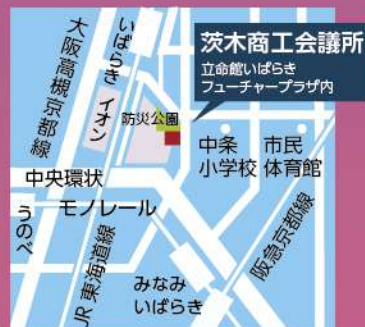 茨木商工会議所
立命館いばらき
フューチャープラザ内
大阪高槻京都線
いばらき
イオン
防災公園
中条
小学校
市民
体育館
中央環状
モノレール
うのべ
JR 東海道線
みなみ
いばらき
阪急京都線